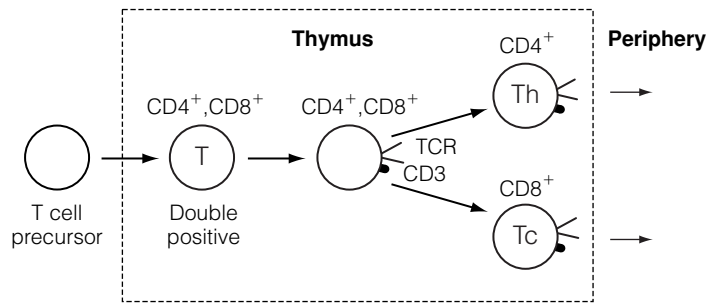 Thymus
Periphery
CD4⁺
Th
CD4⁺,CD8⁺
CD4⁺,CD8⁺
T
TCR
CD3
CD8⁺
Tc
T cell
precursor
Double
positive